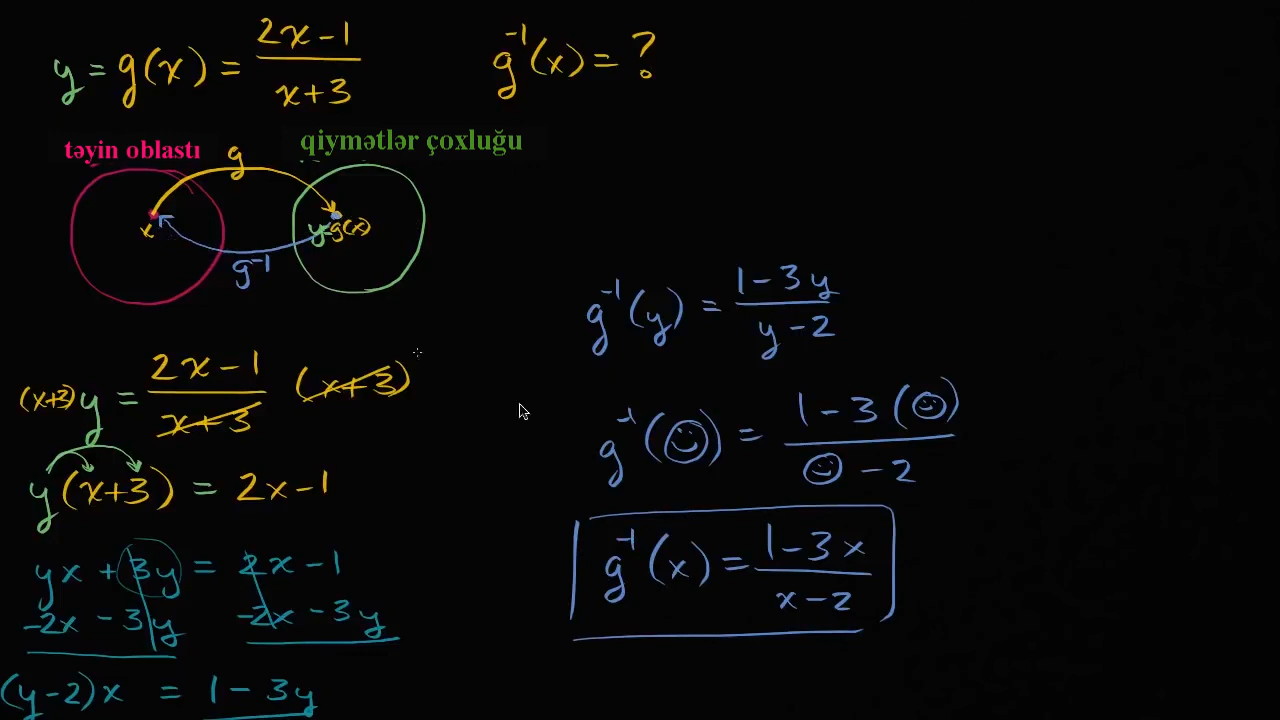 y = g(x) = (2x-1)/(x+3)
g⁻¹(x) = ?
təyin oblastı
qiymətlər çoxluğu
g
x
y=g(x)
g⁻¹
(x+3)y = (2x-1)/(x+3) (x+3)
y(x+3) = 2x-1
yx + 3y = 2x-1
-2x - 3y -2x - 3y
(y-2)x = 1-3y
g⁻¹(y) = (1-3y)/(y-2)
g⁻¹(☺) = (1-3(☺))/(☺-2)
g⁻¹(x) = (1-3x)/(x-2)